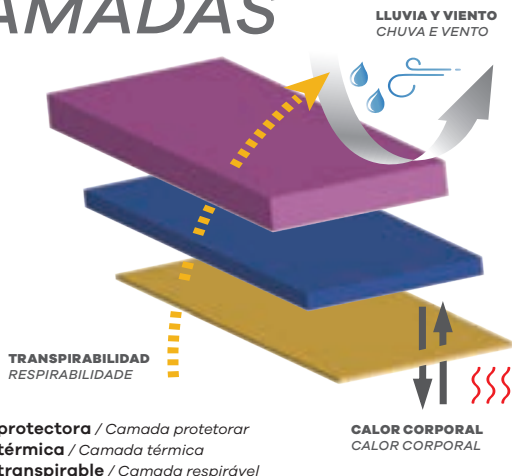 AMADAS
LLUVIA Y VIENTO
CHUVA E VENTO
TRANSPIRABILIDAD
RESPIRABILIDADE
protectora / Camada protetorar
térmica / Camada térmica
transpirable / Camada respirável
CALOR CORPORAL
CALOR CORPORAL